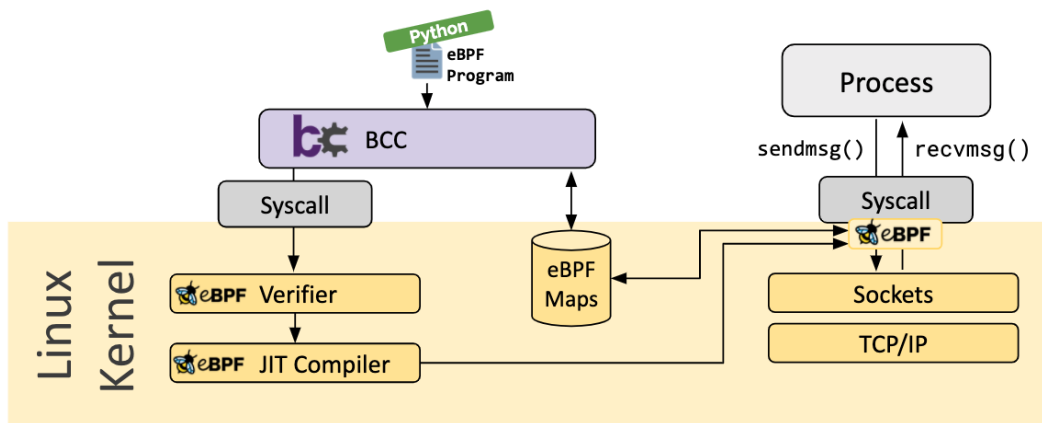 Python
eBPF
Program
bc
BCC
Process
sendmsg()
recvmsg()
Syscall
Syscall
eBPF
Linux
Kernel
eBPF Verifier
eBPF
Maps
Sockets
TCP/IP
eBPF JIT Compiler